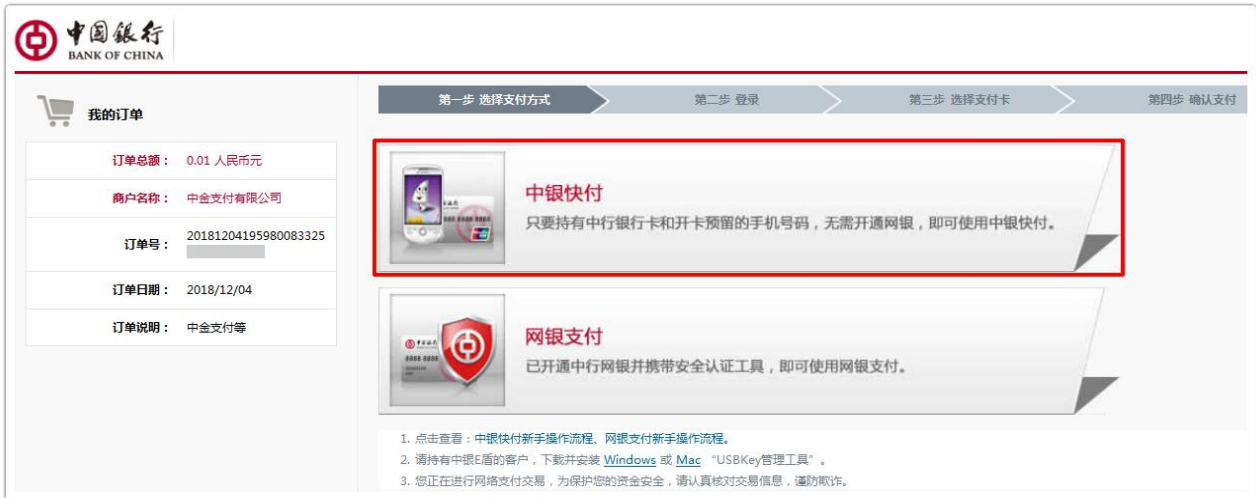 中国銀行
BANK OF CHINA
我的订单
订单总额： 0.01 人民币元
商户名称： 中金支付有限公司
订单号： 20181204195980083325
订单日期： 2018/12/04
订单说明： 中金支付等
第一步 选择支付方式 第二步 登录 第三步 选择支付卡 第四步 确认支付
中银快付
只要持有中行银行卡和开卡预留的手机号码，无需开通网银，即可使用中银快付。
网银支付
已开通中行网银并携带安全认证工具，即可使用网银支付。
1. 点击查看：中银快付新手操作流程、网银支付新手操作流程。
2. 请持有中银E盾的客户，下载并安装 Windows 或 Mac “USBKey管理工具”。
3. 您正在进行网络支付交易，为保护您的资金安全，请认真核对交易信息，谨防欺诈。